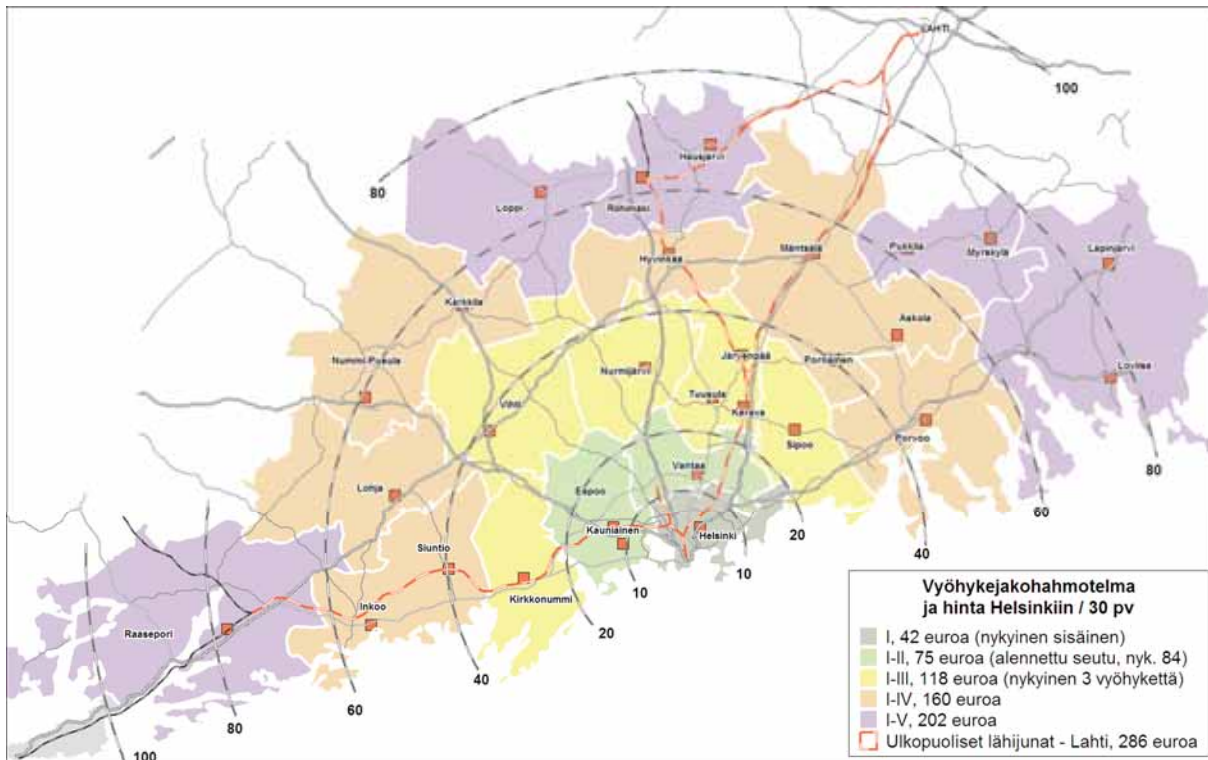 LAHTI
100
80
Hausjärvi
Loppi
Riihimäki
Pukkila
Myrskylä
Lapinjärvi
Hyvinkää
Mäntsälä
Karkkila
Askola
Nummi-Pusula
Järvenpää
Pornainen
Nurmijärvi
Loviisa
Tuusula
Kerava
Vihti
Sipoo
Porvoo
80
Vantaa
Espoo
Lohja
60
Kauniainen
Helsinki
20
40
Siuntio
10
10
Kirkkonummi
Inkoo
Raasepori
20
40
60
80
100
Vyöhykejakohahmotelma
ja hinta Helsinkiin / 30 pv
I, 42 euroa (nykyinen sisäinen)
I-II, 75 euroa (alennettu seutu, nyk. 84)
I-III, 118 euroa (nykyinen 3 vyöhykettä)
I-IV, 160 euroa
I-V, 202 euroa
Ulkopuoliset lähijunat - Lahti, 286 euroa